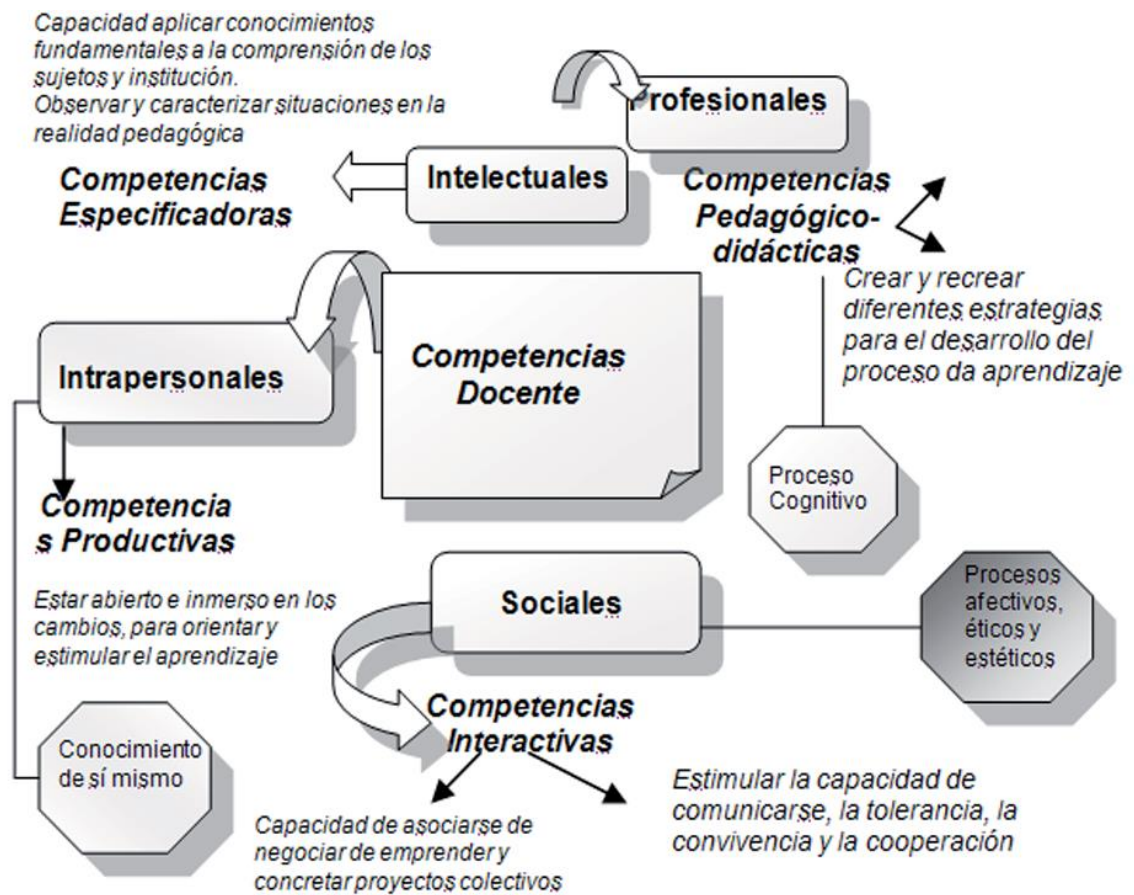 Capacidad aplicar conocimientos
fundamentales a la comprensión de los
sujetos y institución.
Observar y caracterizar situaciones en la
realidad pedagógica
Profesionales
Intelectuales
Competencias
Especificadoras
Competencias
Pedagógico-
didácticas
Crear y recrear
diferentes estrategias
para el desarrollo del
proceso da aprendizaje
Intrapersonales
Competencias
Docente
Proceso
Cognitivo
Competencia
s Productivas
Estar abierto e inmerso en los
cambios, para orientar y
estimular el aprendizaje
Sociales
Procesos
afectivos,
éticos y
estéticos
Conocimiento
de sí mismo
Competencias
Interactivas
Capacidad de asociarse de
negociar de emprender y
concretar proyectos colectivos
Estimular la capacidad de
comunicarse, la tolerancia, la
convivencia y la cooperación